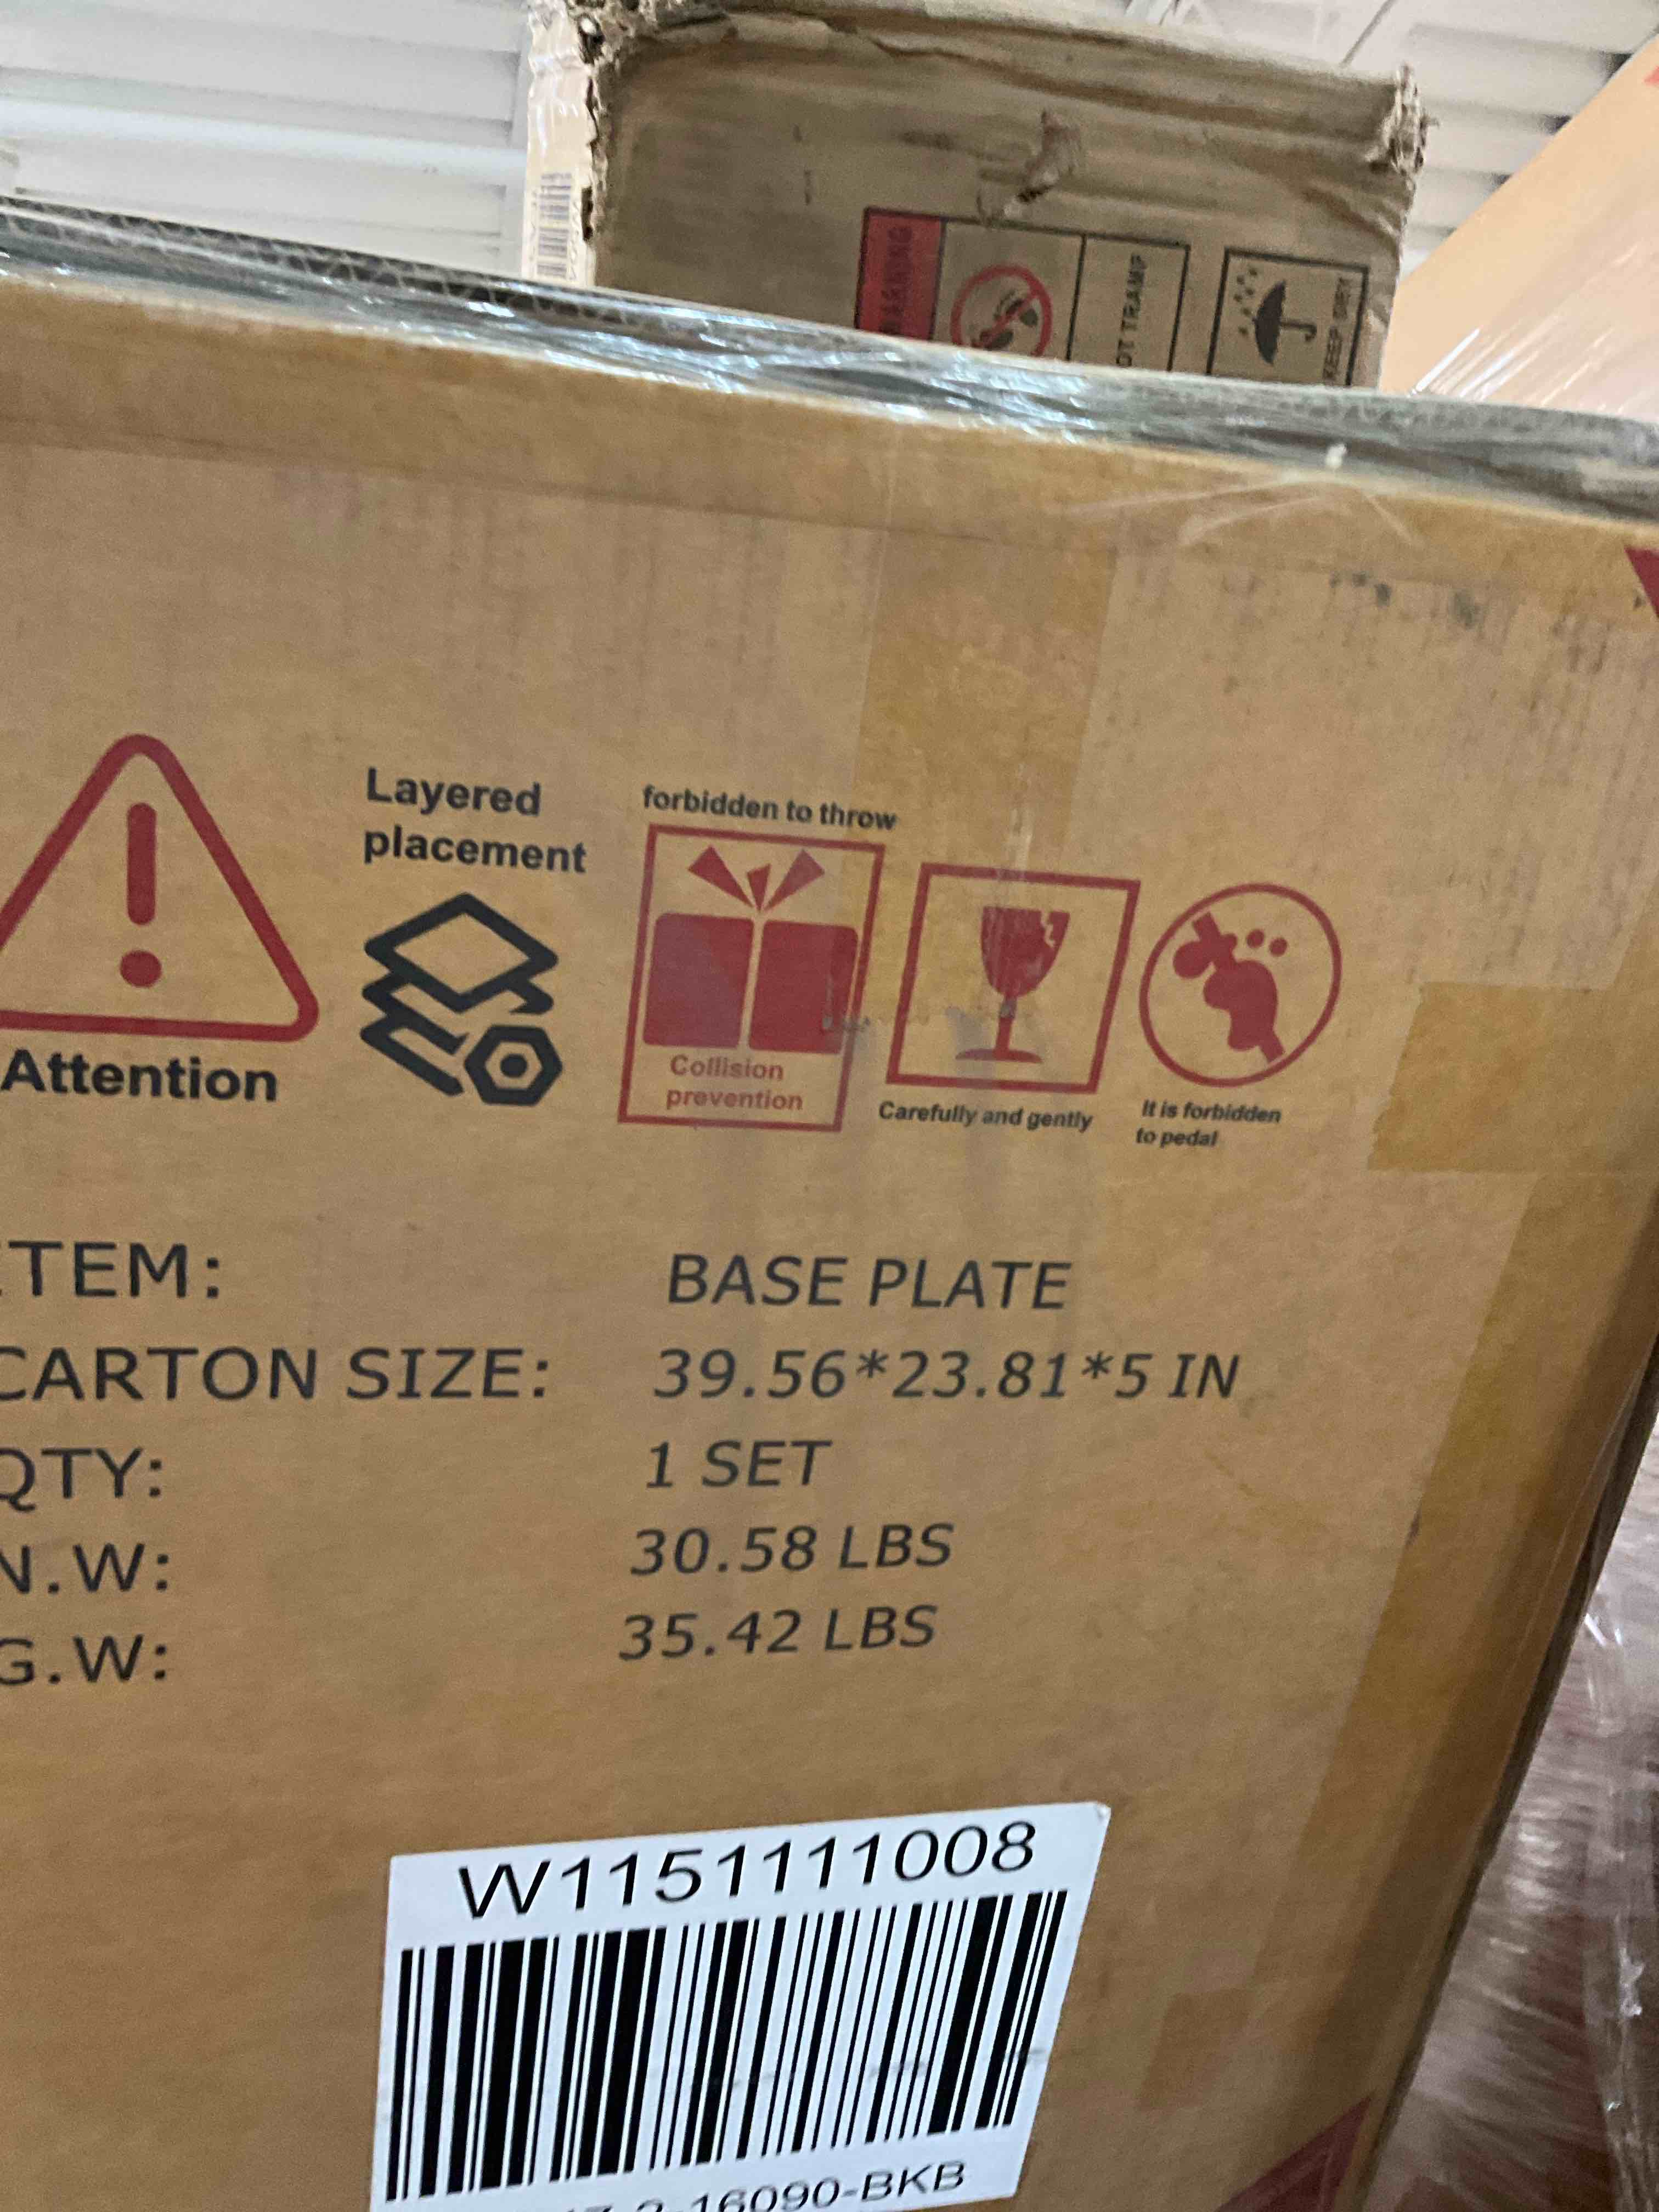 KEEP DRY
Layered
placement
forbidden to throw
Collision
prevention
Attention
Carefully and gently
It is forbidden
to pedal
TEM: BASE PLATE
CARTON SIZE: 39.56*23.81*5 IN
QTY: 1 SET
N.W: 30.58 LBS
G.W: 35.42 LBS
W1151111008
-16090-BKB